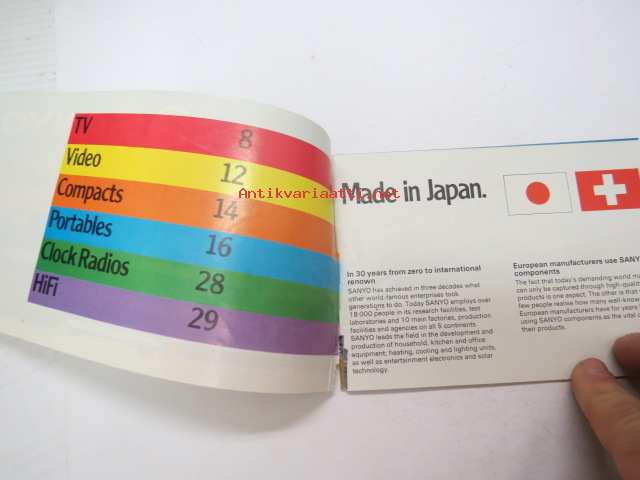 TV 8
Video 12
Compacts 14
Portables 16
Clock Radios 28
HiFi 29
Antikvariaatti.net
Made in Japan.
In 30 years from zero to international
renown
SANYO has achieved in three decades what
other world-famous enterprises took
generations to do. Today SANYO employs over
18 000 people in its research facilities, test
laboratories and 10 main factories, production
facilities and agencies on all 5 continents.
SANYO leads the field in the development and
production of household, kitchen and office
equipment; heating, cooling and lighting units,
as well as entertainment electronics and solar
technology.
European manufacturers use SANY
components
The fact that today's demanding world
can only be captured through high-quali
products is one aspect. The other is that
few people realise how many well-know
European manufacturers have for years
using SANYO components as the vital
their products.